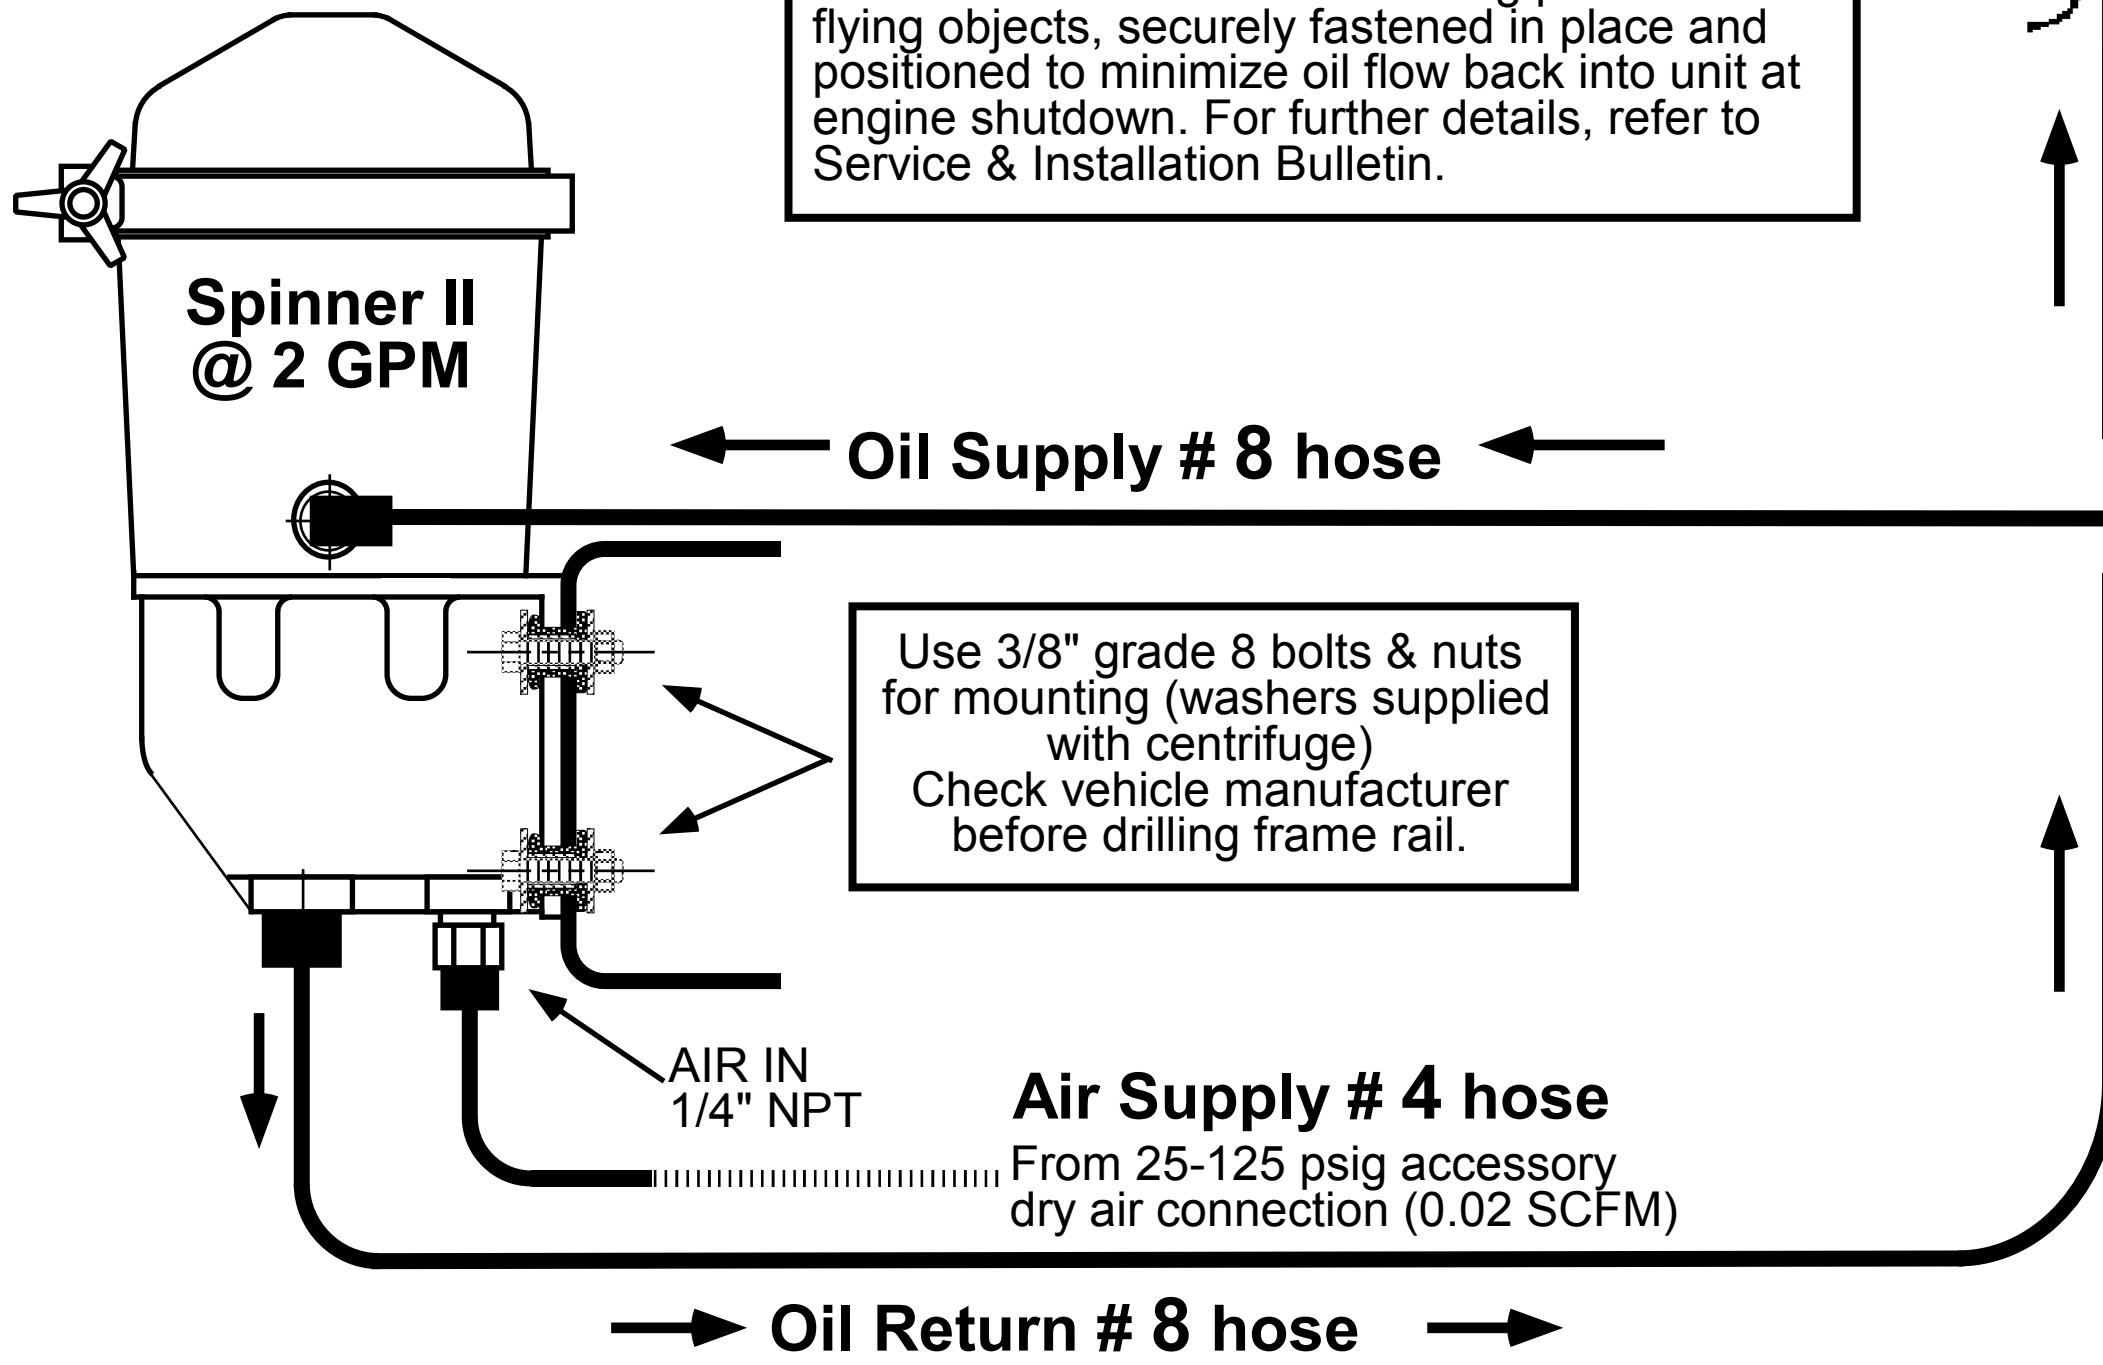 flying objects, securely fastened in place and
positioned to minimize oil flow back into unit at
engine shutdown. For further details, refer to
Service & Installation Bulletin.
Spinner II
@ 2 GPM
Oil Supply # 8 hose
Use 3/8" grade 8 bolts & nuts
for mounting (washers supplied
with centrifuge)
Check vehicle manufacturer
before drilling frame rail.
AIR IN
1/4" NPT
Air Supply # 4 hose
From 25-125 psig accessory
dry air connection (0.02 SCFM)
Oil Return # 8 hose